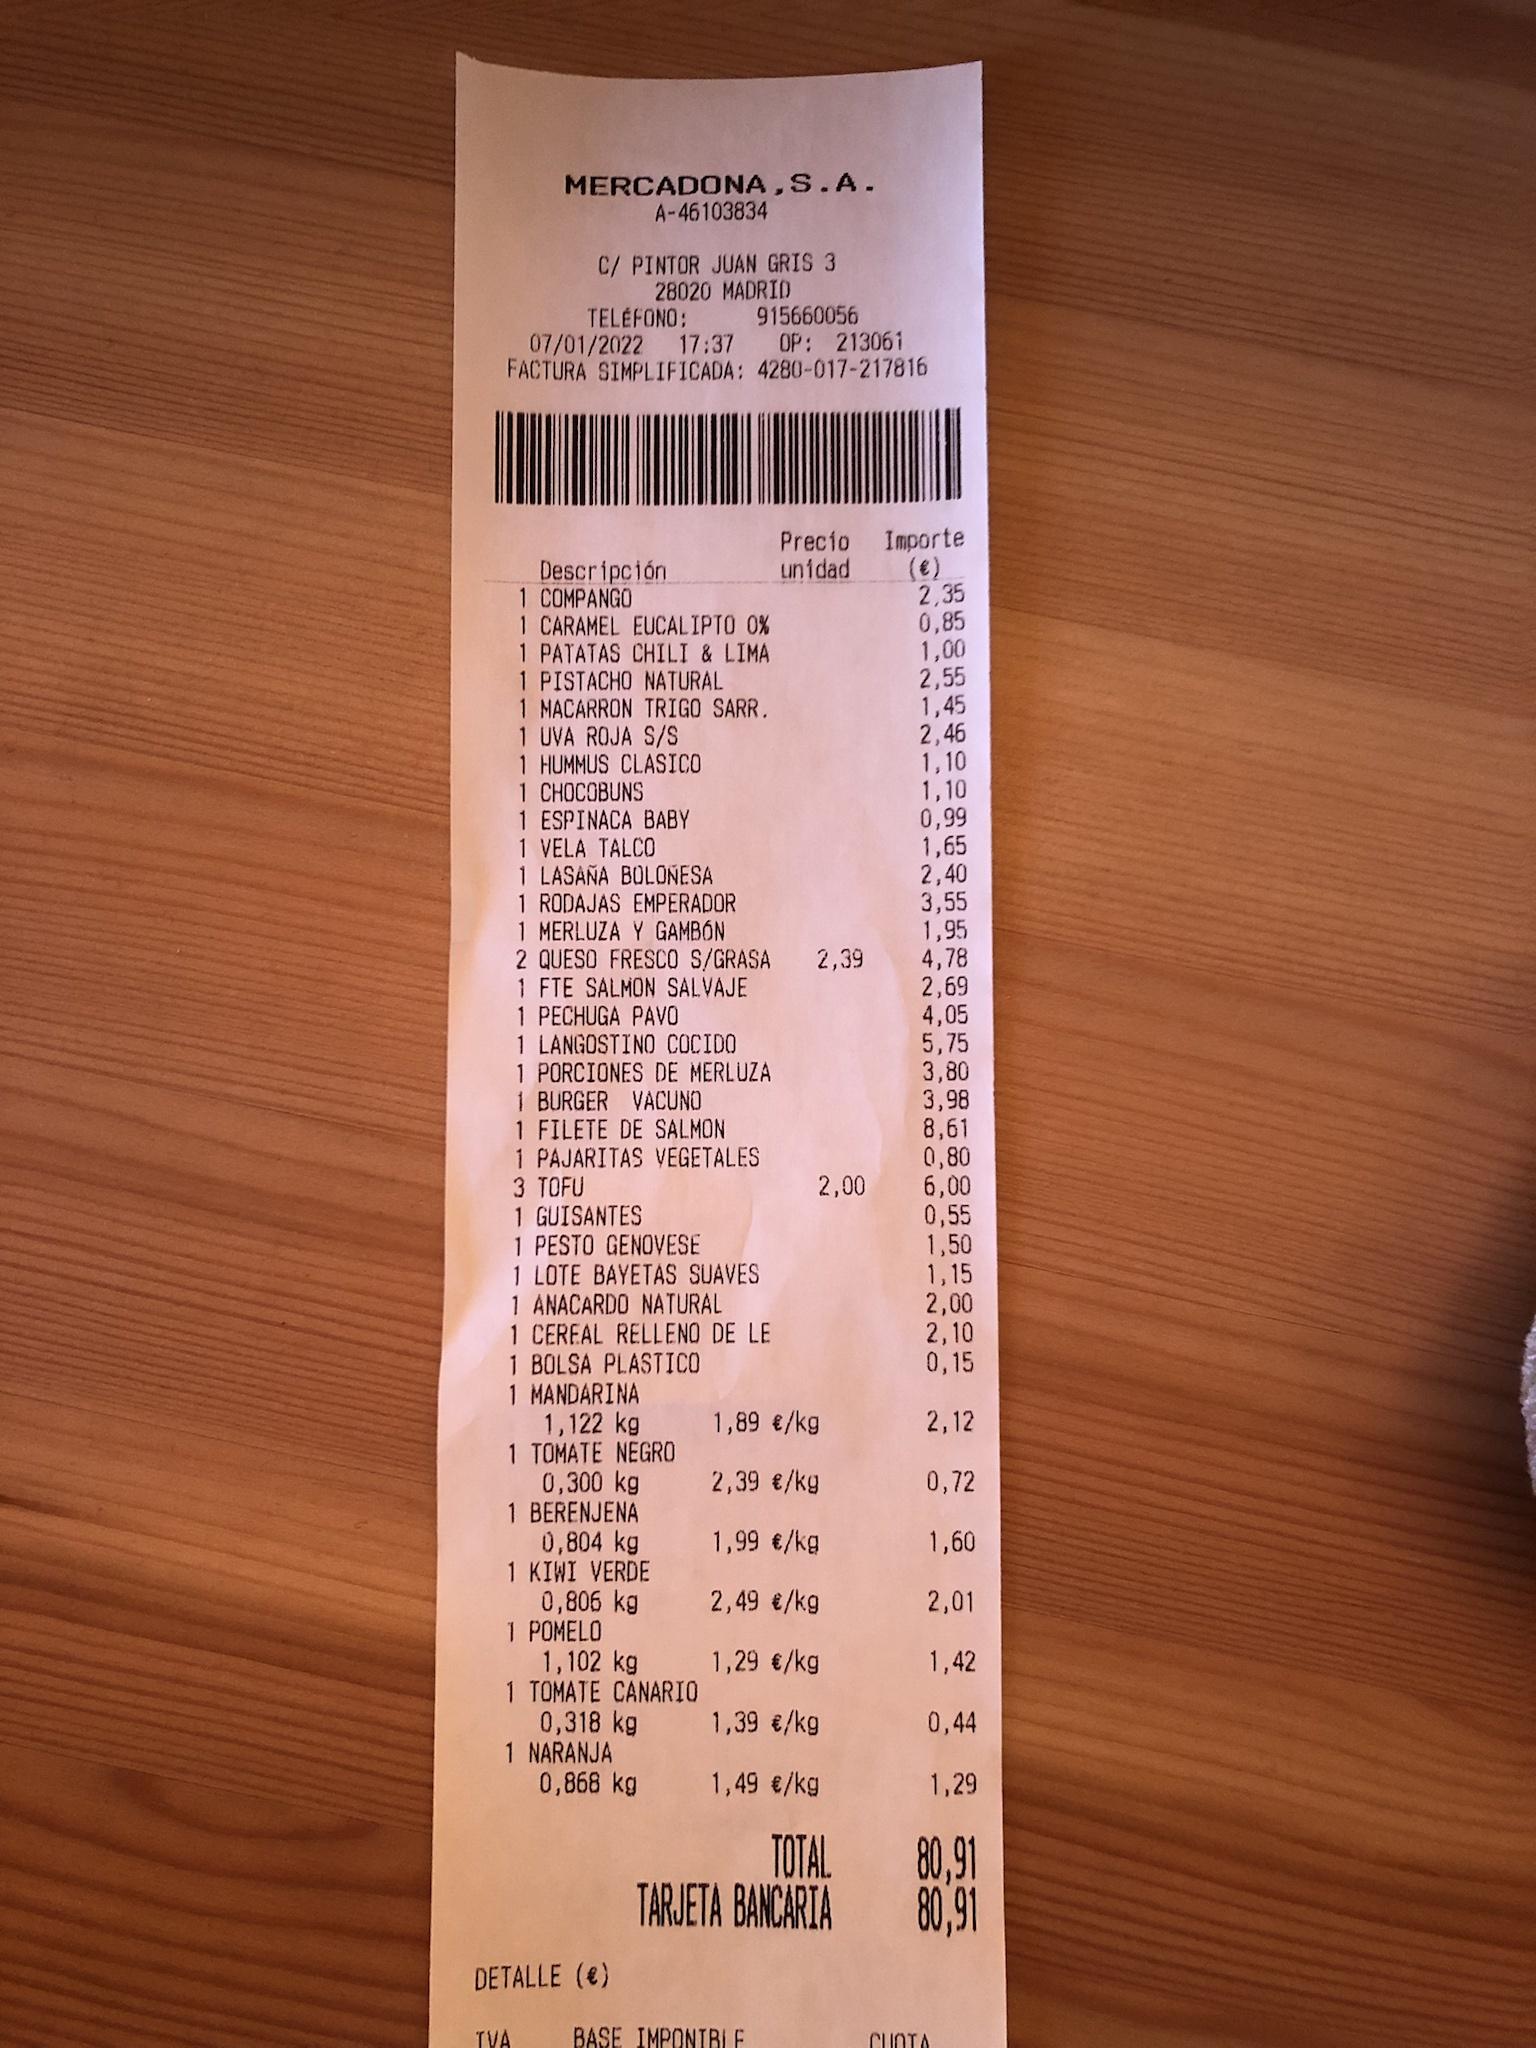 MERCADONA,S.A.
A-46103834
C/ PINTOR JUAN GRIS 3
28020 MADRID
TELÉFONO: 915660056
07/01/2022 17:37 OP: 213061
FACTURA SIMPLIFICADA: 4280-017-217816
Precio Importe
Descripción unidad (€)
1 COMPANGO 2,35
1 CARAMEL EUCALIPTO 0% 0,85
1 PATATAS CHILI & LIMA 1,00
1 PISTACHO NATURAL 2,55
1 MACARRON TRIGO SARR. 1,45
1 UVA ROJA S/S 2,46
1 HUMMUS CLASICO 1,10
1 CHOCOBUNS 1,10
1 ESPINACA BABY 0,99
1 VELA TALCO 1,65
1 LASAÑA BOLOÑESA 2,40
1 RODAJAS EMPERADOR 3,55
1 MERLUZA Y GAMBÓN 1,95
2 QUESO FRESCO S/GRASA 2,39 4,78
1 FTE SALMON SALVAJE 2,69
1 PECHUGA PAVO 4,05
1 LANGOSTINO COCIDO 5,75
1 PORCIONES DE MERLUZA 3,80
1 BURGER VACUNO 3,98
1 FILETE DE SALMON 8,61
1 PAJARITAS VEGETALES 0,80
3 TOFU 2,00 6,00
1 GUISANTES 0,55
1 PESTO GENOVESE 1,50
1 LOTE BAYETAS SUAVES 1,15
1 ANACARDO NATURAL 2,00
1 CEREAL RELLENO DE LE 2,10
1 BOLSA PLASTICO 0,15
1 MANDARINA
1,122 kg 1,89 €/kg 2,12
1 TOMATE NEGRO
0,300 kg 2,39 €/kg 0,72
1 BERENJENA
0,804 kg 1,99 €/kg 1,60
1 KIWI VERDE
0,806 kg 2,49 €/kg 2,01
1 POMELO
1,102 kg 1,29 €/kg 1,42
1 TOMATE CANARIO
0,318 kg 1,39 €/kg 0,44
1 NARANJA
0,868 kg 1,49 €/kg 1,29
TOTAL 80,91
TARJETA BANCARIA 80,91
DETALLE (€)
IVA BASE IMPONIBLE CUOTA